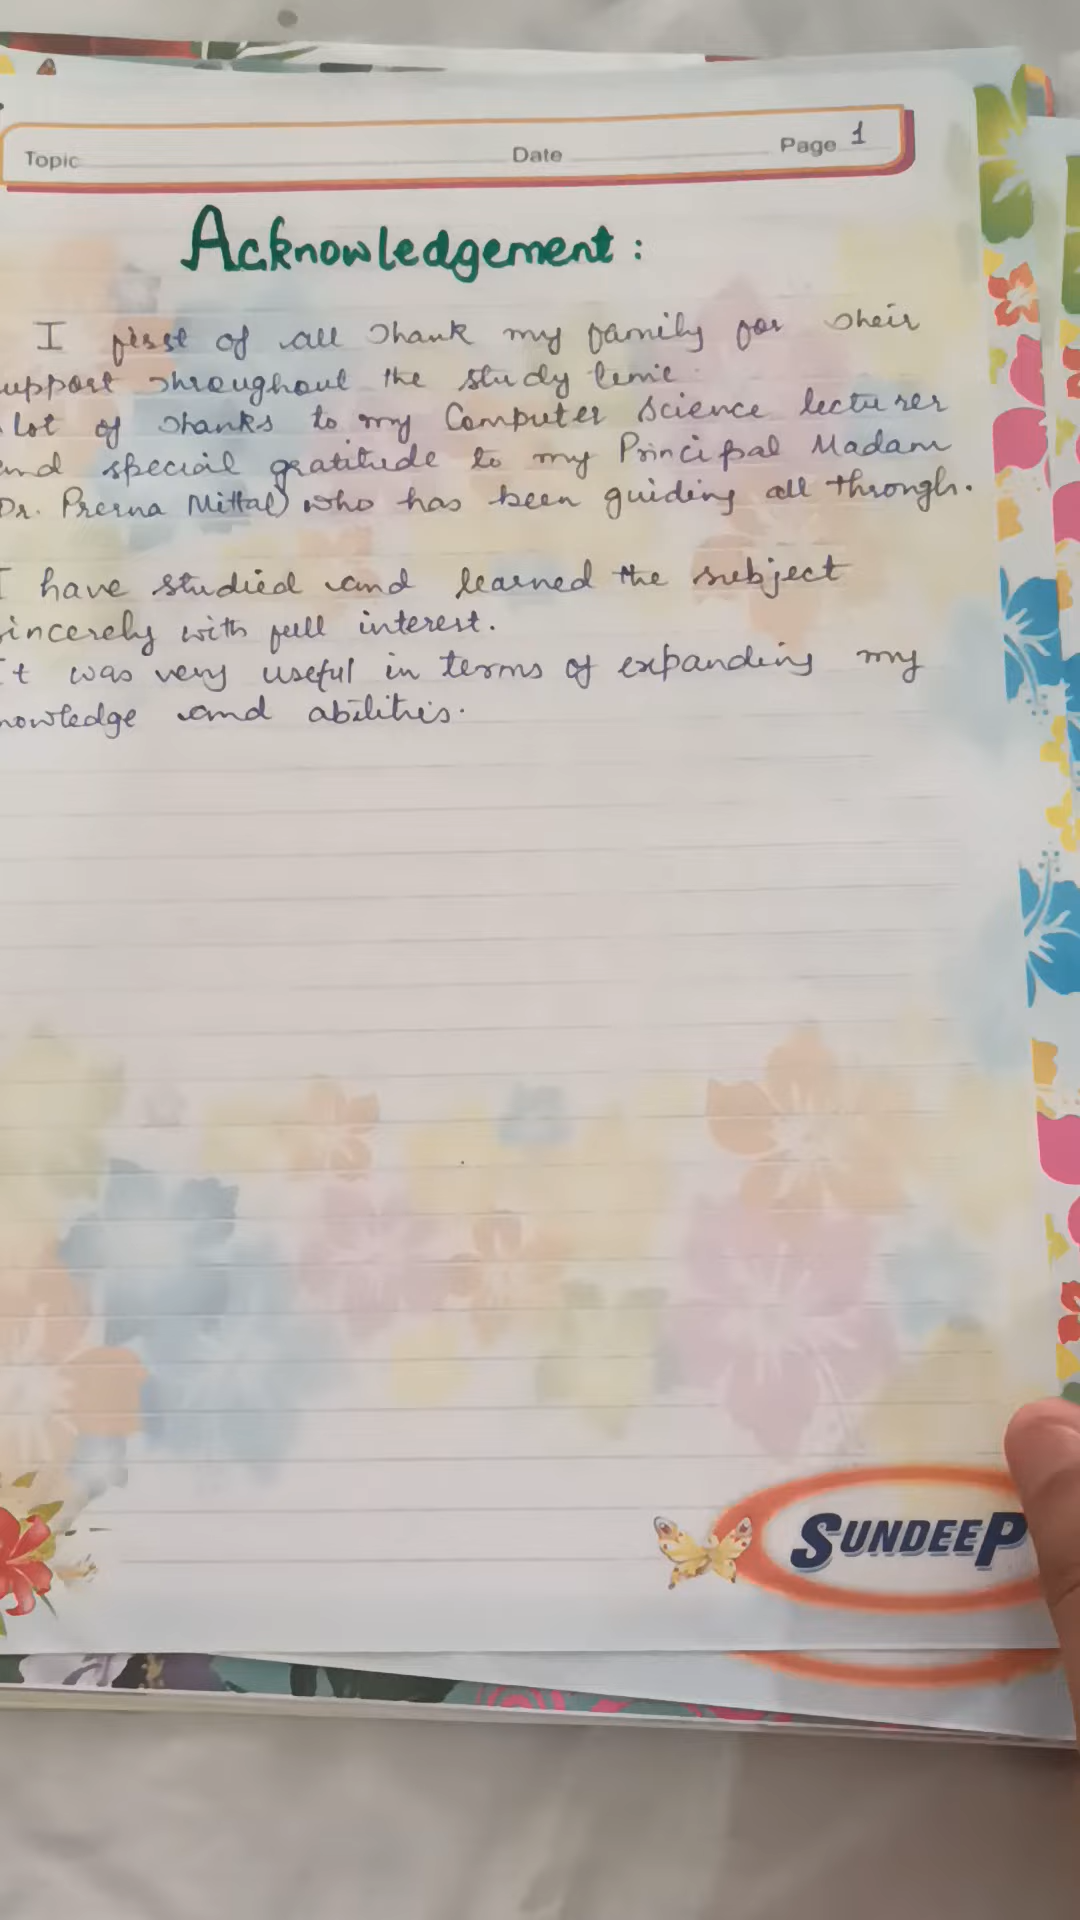 Topic Date Page 1
Acknowledgement :
I first of all thank my family for their
upport throughout the study time.
lot of thanks to my Computer Science lecturer
and special gratitude to my Principal Madam
Dr. Prerna Mittal) who has been guiding all through.
I have studied and learned the subject
sincerely with full interest.
It was very useful in terms of expanding my
nowledge and abilities.
SUNDEEP